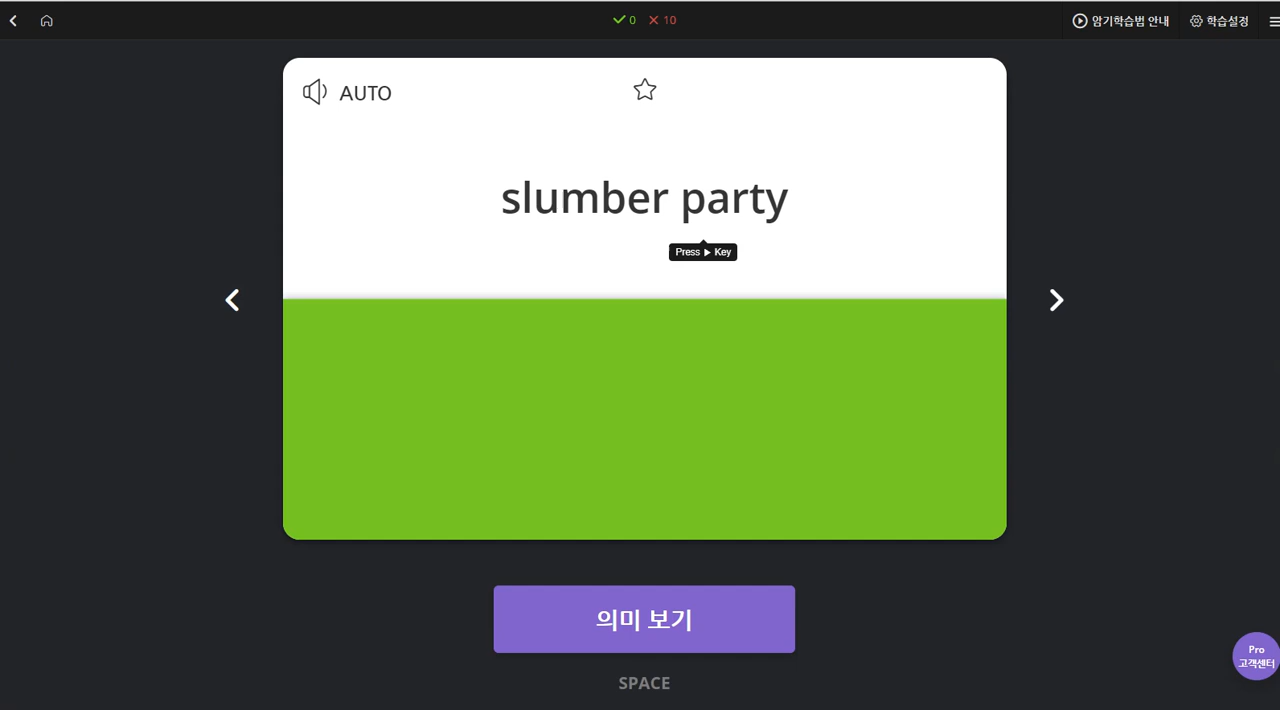 0 10 암기학습법 안내 학습설정
AUTO
slumber party
Press ▶ Key
의미 보기
SPACE
Pro
고객센터